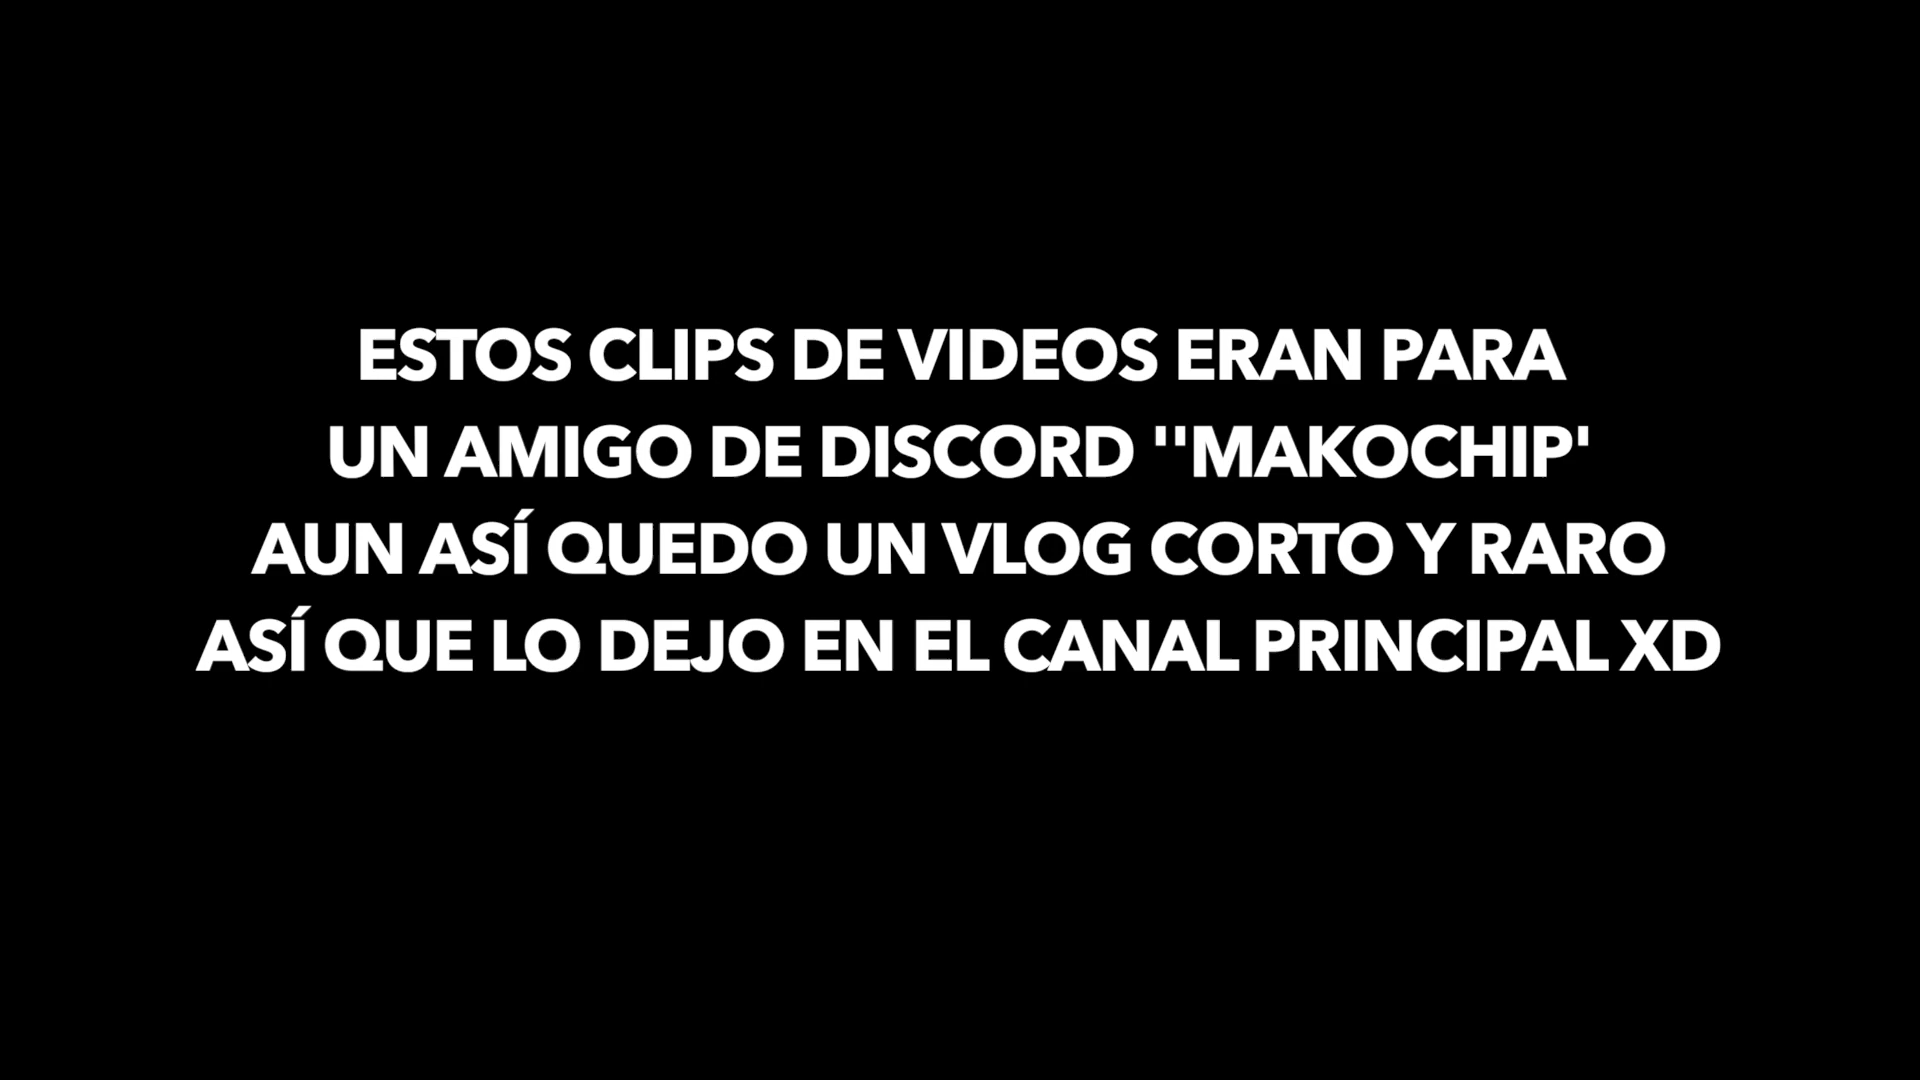 ESTOS CLIPS DE VIDEOS ERAN PARA
UN AMIGO DE DISCORD ''MAKOCHIP'
AUN ASÍ QUEDO UN VLOG CORTO Y RARO
ASÍ QUE LO DEJO EN EL CANAL PRINCIPAL XD